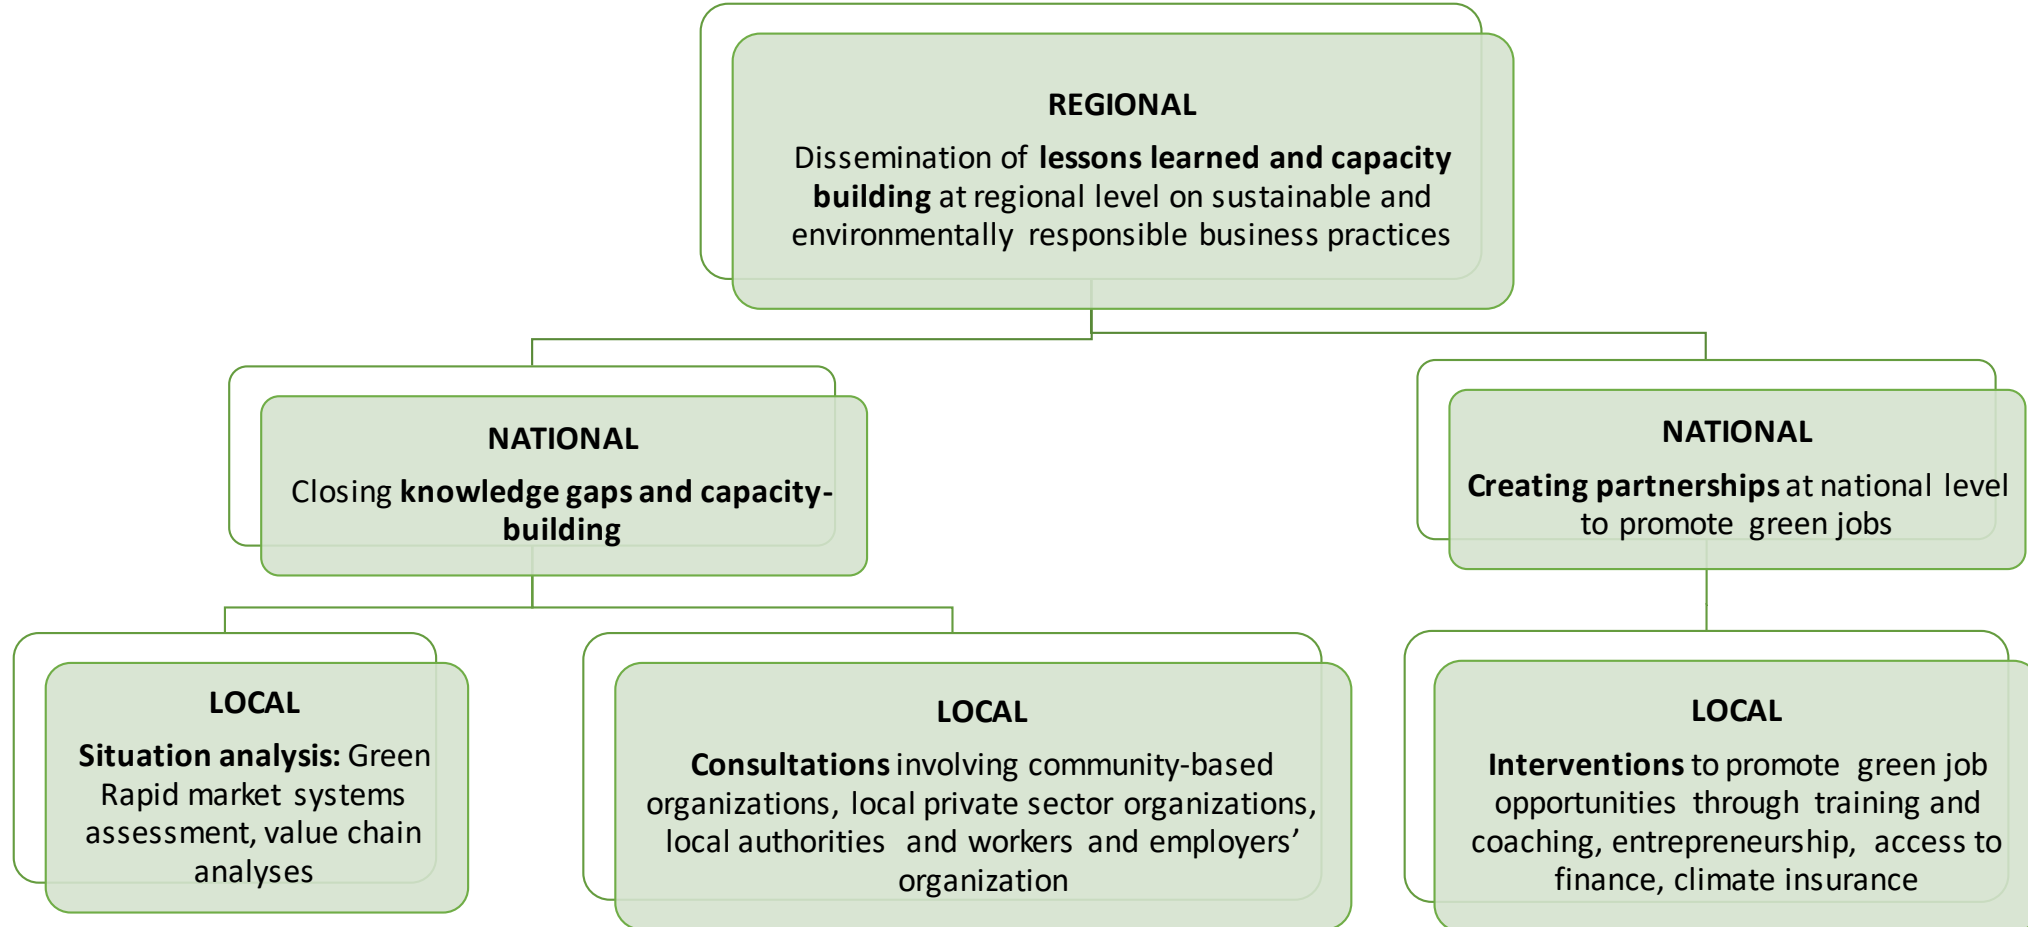 REGIONAL
Dissemination of lessons learned and capacity
building at regional level on sustainable and
environmentally responsible business practices
NATIONAL
Closing knowledge gaps and capacity-
building
NATIONAL
Creating partnerships at national level
to promote green jobs
LOCAL
Situation analysis: Green
Rapid market systems
assessment, value chain
analyses
LOCAL
Consultations involving community-based
organizations, local private sector organizations,
local authorities and workers and employers’
organization
LOCAL
Interventions to promote green job
opportunities through training and
coaching, entrepreneurship, access to
finance, climate insurance